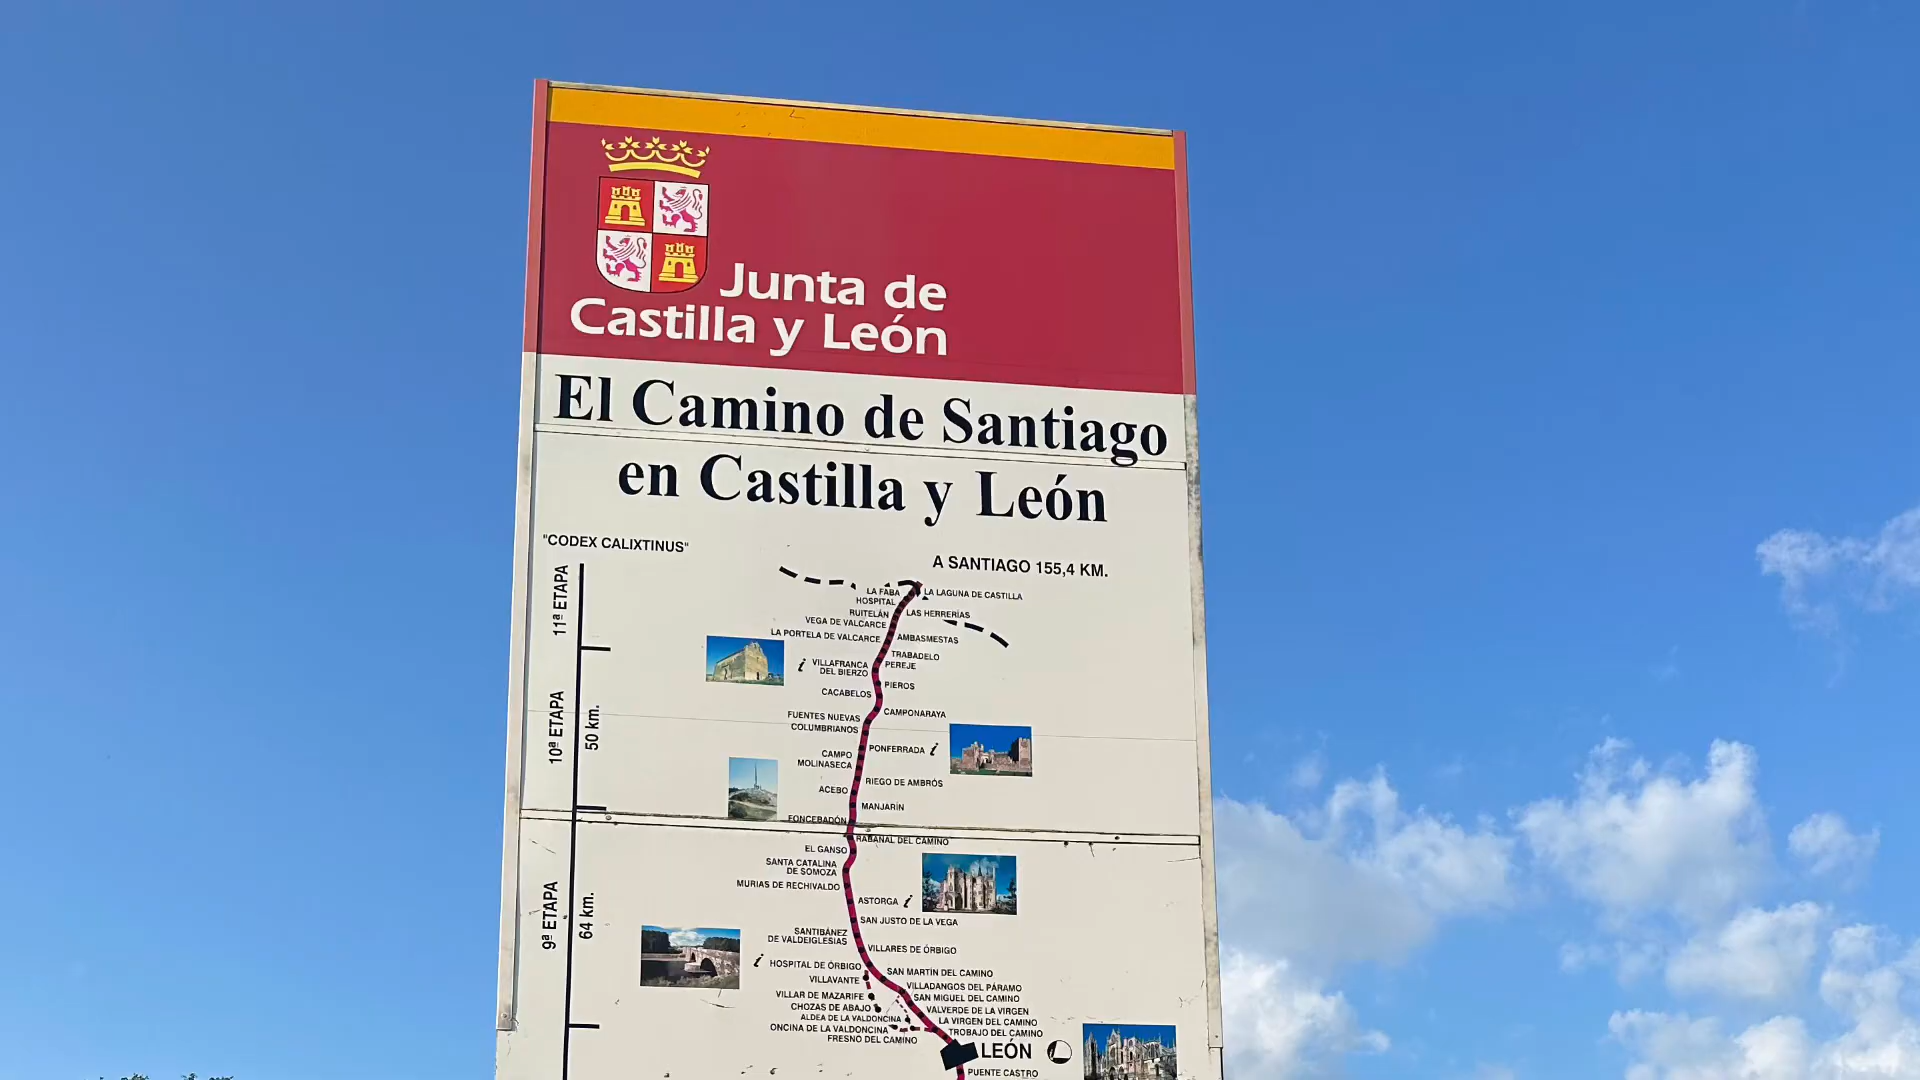 Junta de
Castilla y León
El Camino de Santiago
en Castilla y León
"CODEX CALIXTINUS"
A SANTIAGO 155,4 KM.
11ª ETAPA
LA FABA
LA LAGUNA DE CASTILLA
HOSPITAL
LAS HERRERÍAS
RUITELÁN
VEGA DE VALCARCE
AMBASMESTAS
LA PORTELA DE VALCARCE
TRABADELO
i VILLAFRANCA
DEL BIERZO
PEREJE
PIEROS
CACABELOS
10ª ETAPA
50 km.
CAMPONARAYA
FUENTES NUEVAS
COLUMBRIANOS
PONFERRADA i
CAMPO
MOLINASECA
RIEGO DE AMBRÓS
ACEBO
MANJARÍN
FONCEBADÓN
RABANAL DEL CAMINO
EL GANSO
SANTA CATALINA
DE SOMOZA
MURIAS DE RECHIVALDO
9ª ETAPA
64 km.
ASTORGA i
SAN JUSTO DE LA VEGA
SANTIBÁNEZ
DE VALDEIGLESIAS
VILLARES DE ÓRBIGO
i HOSPITAL DE ÓRBIGO
SAN MARTÍN DEL CAMINO
VILLAVANTE
VILLADANGOS DEL PÁRAMO
VILLAR DE MAZARIFE
SAN MIGUEL DEL CAMINO
CHOZAS DE ABAJO
VALVERDE DE LA VIRGEN
ALDEA DE LA VALDONCINA
LA VIRGEN DEL CAMINO
ONCINA DE LA VALDONCINA
TROBAJO DEL CAMINO
FRESNO DEL CAMINO
LEÓN
PUENTE CASTRO